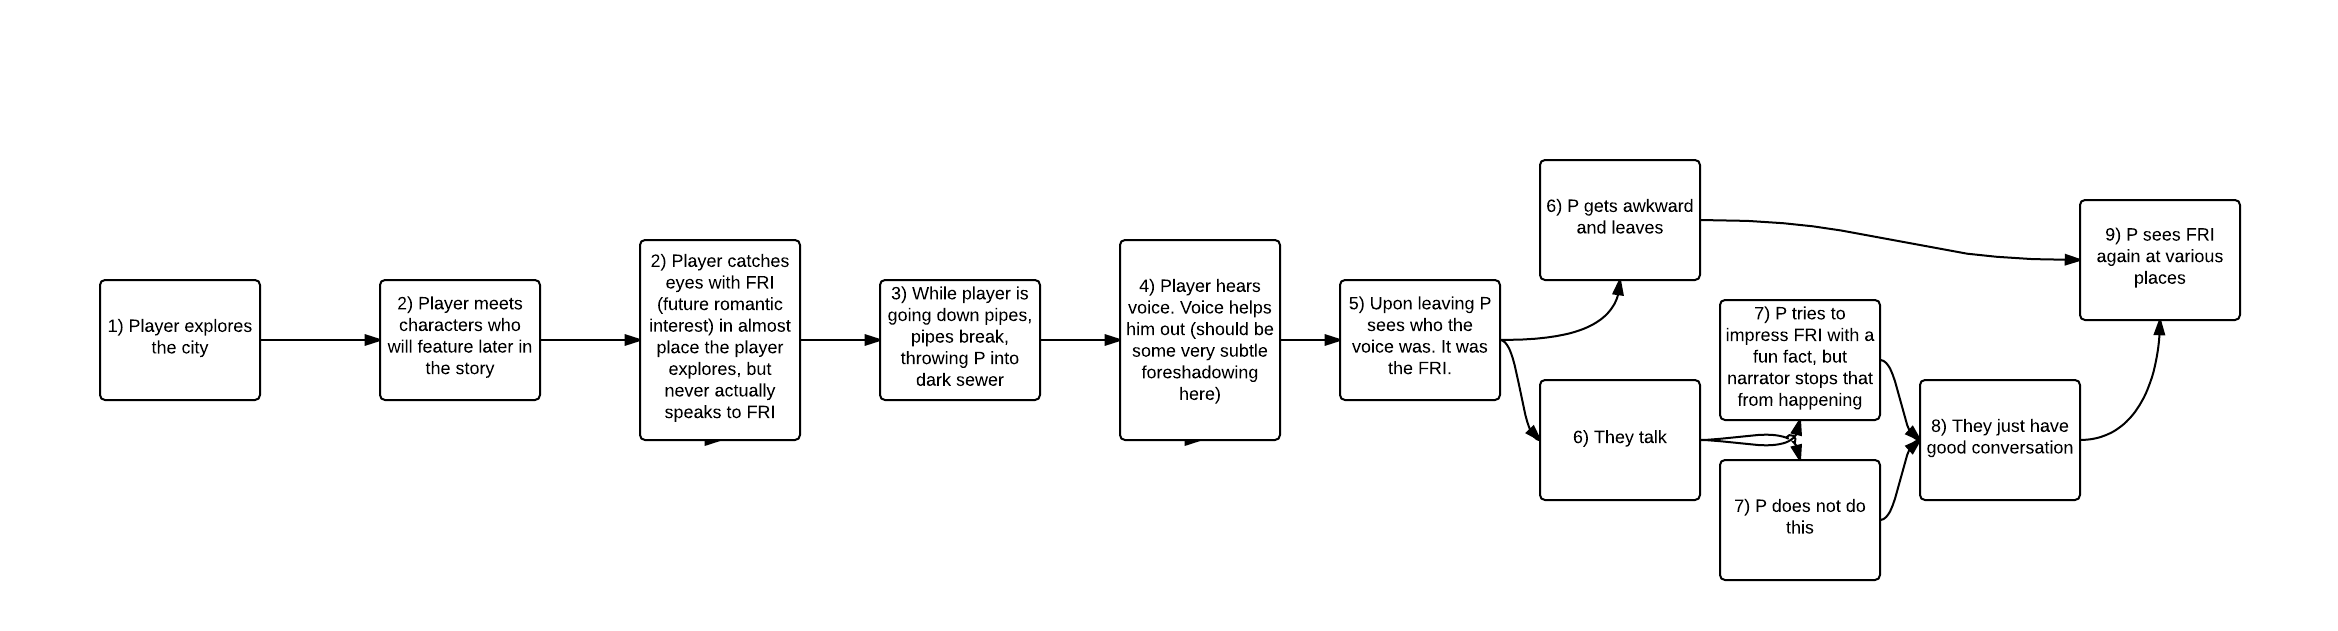 1) Player explores
the city
2) Player meets
characters who
will feature later in
the story
2) Player catches
eyes with FRI
(future romantic
interest) in almost
place the player
explores, but
never actually
speaks to FRI
3) While player is
going down pipes,
pipes break,
throwing P into
dark sewer
4) Player hears
voice. Voice helps
him out (should be
some very subtle
foreshadowing
here)
5) Upon leaving P
sees who the
voice was. It was
the FRI.
6) P gets awkward
and leaves
6) They talk
7) P tries to
impress FRI with a
fun fact, but
narrator stops that
from happening
7) P does not do
this
8) They just have
good conversation
9) P sees FRI
again at various
places